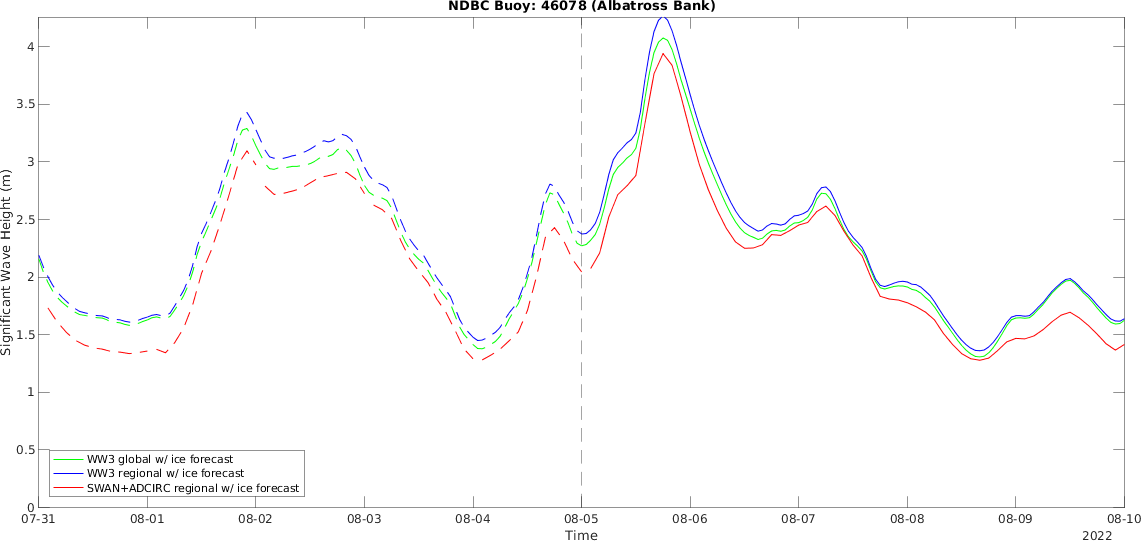 NDBC Buoy: 46078 (Albatross Bank)
Significant Wave Height (m)
4
3.5
3
2.5
2
1.5
1
0.5
0
WW3 global w/ ice forecast
WW3 regional w/ ice forecast
SWAN+ADCIRC regional w/ ice forecast
07-31 08-01 08-02 08-03 08-04 08-05 08-06 08-07 08-08 08-09 08-10
Time
2022